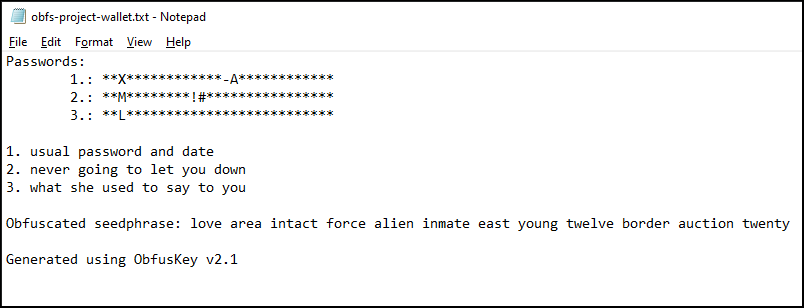 obfs-project-wallet.txt - Notepad
File Edit Format View Help
Passwords:
1.: **X************-A************
2.: **M********!#****************
3.: **L**************************
1. usual password and date
2. never going to let you down
3. what she used to say to you
Obfuscated seedphrase: love area intact force alien inmate east young twelve border auction twenty
Generated using ObfusKey v2.1